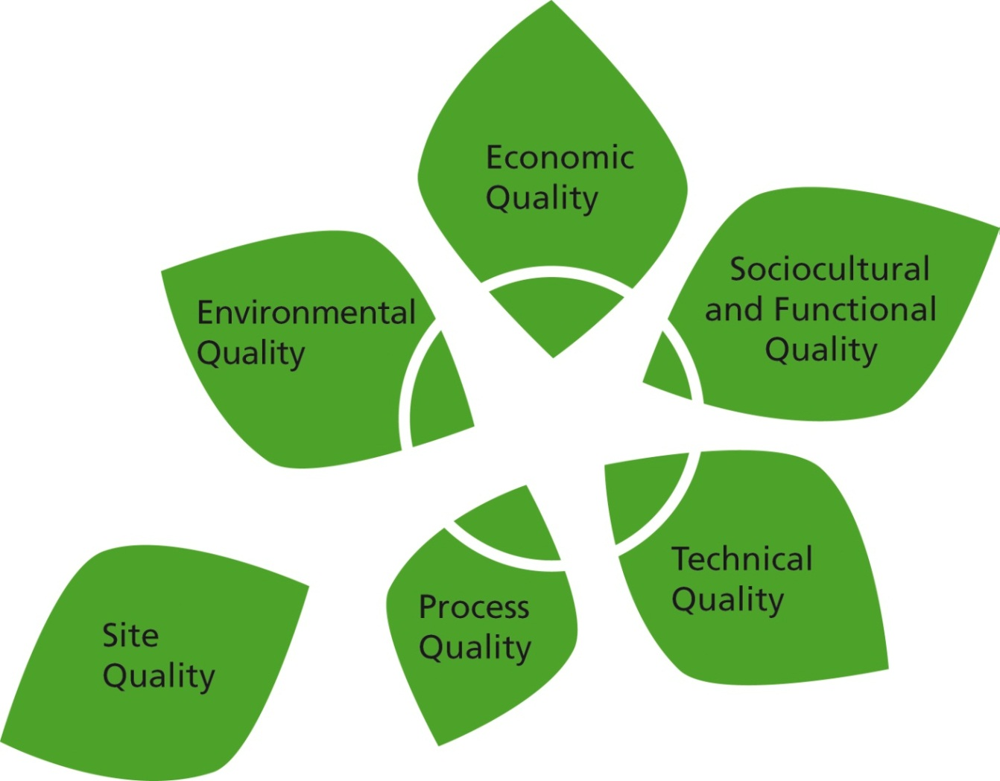 Economic
Quality
Sociocultural
and Functional
Quality
Environmental
Quality
Technical
Quality
Process
Quality
Site
Quality